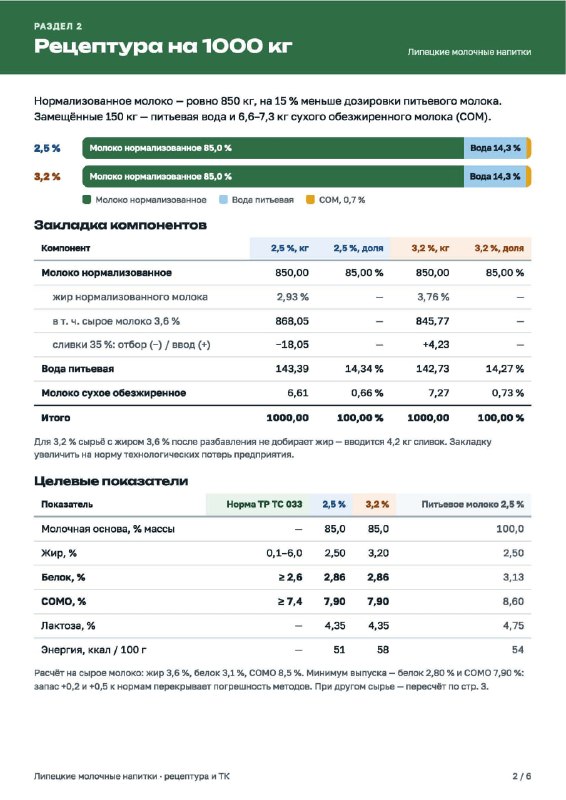 РАЗДЕЛ 2
Рецептура на 1000 кг
Липецкие молочные напитки
Нормализованное молоко — ровно 850 кг, на 15 % меньше дозировки питьевого молока.
Замещённые 150 кг — питьевая вода и 6,6–7,3 кг сухого обезжиренного молока (СОМ).
2,5 % Молоко нормализованное 85,0 % Вода 14,3 %
3,2 % Молоко нормализованное 85,0 % Вода 14,3 %
Молоко нормализованное Вода питьевая СОМ, 0,7 %
Закладка компонентов
Компонент 2,5 %, кг 2,5 %, доля 3,2 %, кг 3,2 %, доля
Молоко нормализованное 850,00 85,00 % 850,00 85,00 %
жир нормализованного молока 2,93 % — 3,76 % —
в т. ч. сырое молоко 3,6 % 868,05 — 845,77 —
сливки 35 %: отбор (−) / ввод (+) −18,05 — +4,23 —
Вода питьевая 143,39 14,34 % 142,73 14,27 %
Молоко сухое обезжиренное 6,61 0,66 % 7,27 0,73 %
Итого 1000,00 100,00 % 1000,00 100,00 %
Для 3,2 % сырьё с жиром 3,6 % после разбавления не добирает жир — вводится 4,2 кг сливок. Закладку
увеличить на норму технологических потерь предприятия.
Целевые показатели
Показатель Норма ТР ТС 033 2,5 % 3,2 % Питьевое молоко 2,5 %
Молочная основа, % массы — 85,0 85,0 100,0
Жир, % 0,1–6,0 2,50 3,20 2,50
Белок, % ≥ 2,6 2,86 2,86 3,13
СОМО, % ≥ 7,4 7,90 7,90 8,60
Лактоза, % — 4,35 4,35 4,75
Энергия, ккал / 100 г — 51 58 54
Расчёт на сырое молоко: жир 3,6 %, белок 3,1 %, СОМО 8,5 %. Минимум выпуска — белок 2,80 % и СОМО 7,90 %:
запас +0,2 и +0,5 к нормам перекрывает погрешность методов. При другом сырье — пересчёт по стр. 3.
Липецкие молочные напитки · рецептура и ТК
2 / 6